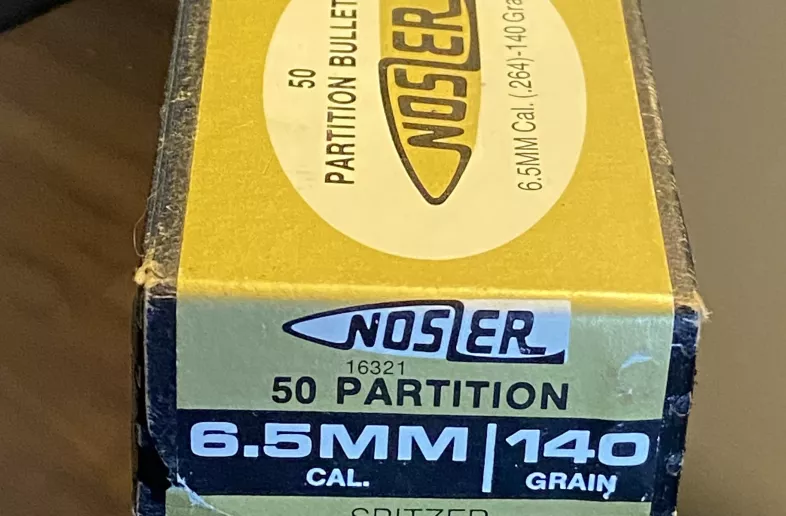 50
PARTITION BULLET
NOSLER
6.5MM Cal. (.264)-140 Gra
NOSLER
16321
50 PARTITION
6.5MM | 140
CAL. GRAIN
SPITZER